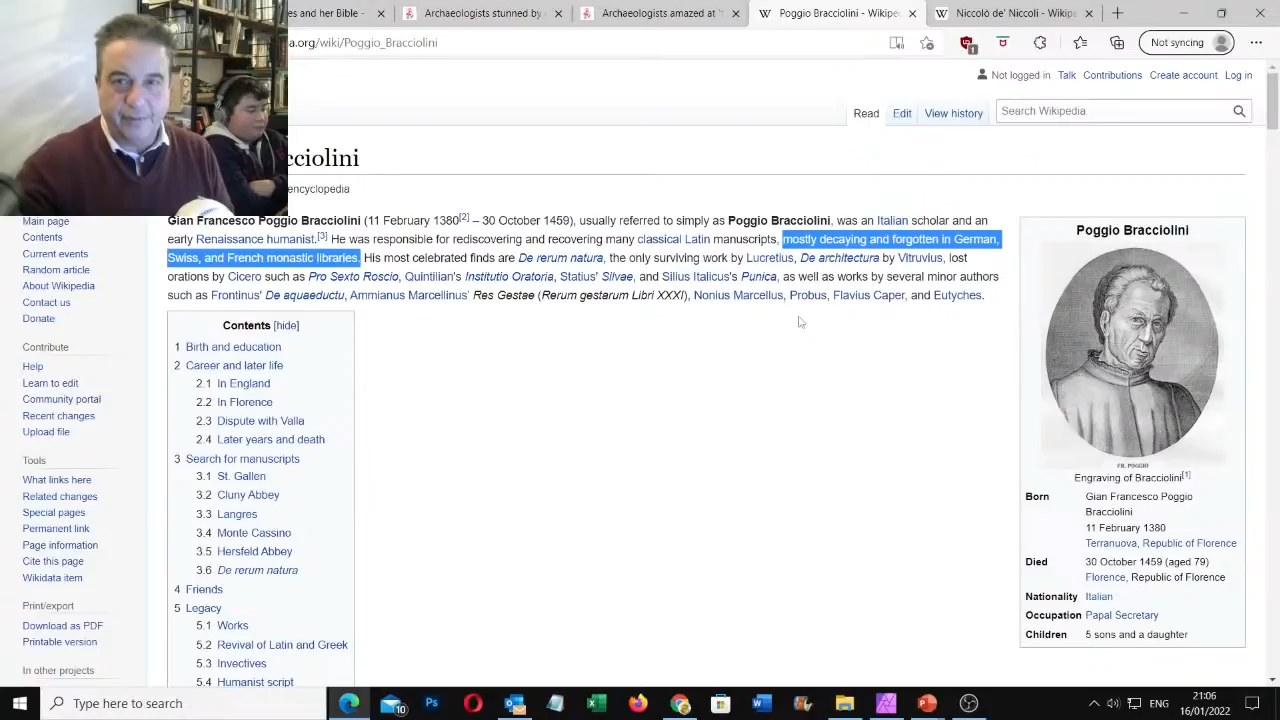 es and her Bible -
Archaeologists stunned by
Archaeologists amazed at 't
Poggio Bracciolini - Wikipe
Niccolò de' Niccoli - Wikip
a.org/wiki/Poggio_Bracciolini
1
Not syncing
Not logged in Talk Contributions Create account Log in
Read Edit View history
Search Wikipedia
cciolini
encyclopedia
Main page
Contents
Current events
Random article
About Wikipedia
Contact us
Donate
Contribute
Help
Learn to edit
Community portal
Recent changes
Upload file
Tools
What links here
Related changes
Special pages
Permanent link
Page information
Cite this page
Wikidata item
Print/export
Download as PDF
Printable version
In other projects
Gian Francesco Poggio Bracciolini (11 February 1380[2] – 30 October 1459), usually referred to simply as Poggio Bracciolini, was an Italian scholar and an
early Renaissance humanist.[3] He was responsible for rediscovering and recovering many classical Latin manuscripts, mostly decaying and forgotten in German,
Swiss, and French monastic libraries. His most celebrated finds are De rerum natura, the only surviving work by Lucretius, De architectura by Vitruvius, lost
orations by Cicero such as Pro Sexto Roscio, Quintilian's Institutio Oratoria, Statius' Silvae, and Silius Italicus's Punica, as well as works by several minor authors
such as Frontinus' De aquaeductu, Ammianus Marcellinus' Res Gestae (Rerum gestarum Libri XXXI), Nonius Marcellus, Probus, Flavius Caper, and Eutyches.
Contents [hide]
1 Birth and education
2 Career and later life
2.1 In England
2.2 In Florence
2.3 Dispute with Valla
2.4 Later years and death
3 Search for manuscripts
3.1 St. Gallen
3.2 Cluny Abbey
3.3 Langres
3.4 Monte Cassino
3.5 Hersfeld Abbey
3.6 De rerum natura
4 Friends
5 Legacy
5.1 Works
5.2 Revival of Latin and Greek
5.3 Invectives
5.4 Humanist script
Poggio Bracciolini
FR. POGGIO
Engraving of Bracciolini[1]
Born Gian Francesco Poggio
Bracciolini
11 February 1380
Terranuova, Republic of Florence
Died 30 October 1459 (aged 79)
Florence, Republic of Florence
Nationality Italian
Occupation Papal Secretary
Children 5 sons and a daughter
Type here to search
10
ENG
21:06
16/01/2022